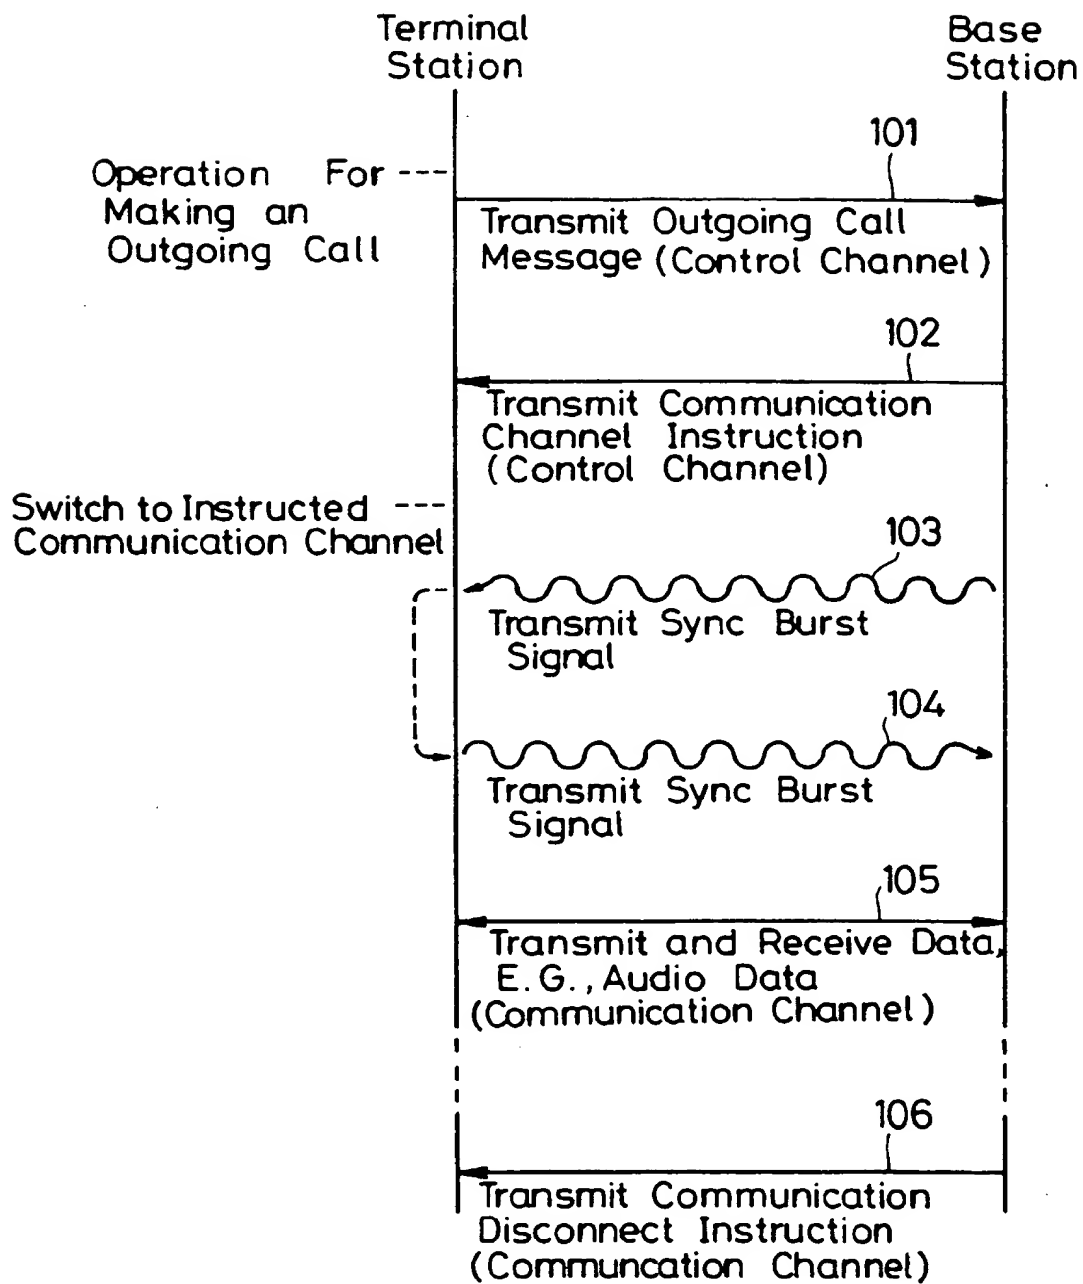 Terminal
Station
Base
Station
101
Operation For
Making an
Outgoing Call
Transmit Outgoing Call
Message (Control Channel)
102
Transmit Communication
Channel Instruction
(Control Channel)
Switch to Instructed
Communication Channel
103
Transmit Sync Burst
Signal
104
Transmit Sync Burst
Signal
105
Transmit and Receive Data,
E.G., Audio Data
(Communication Channel)
106
Transmit Communication
Disconnect Instruction
(Communcation Channel)